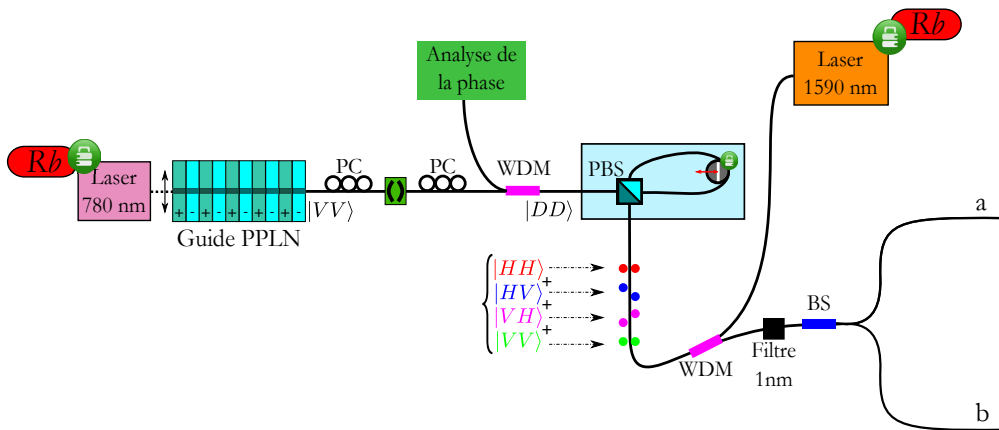 Rb
Laser
1590 nm
Analyse de
la phase
Rb
Laser
780 nm
+ - + - + - + - + -
Guide PPLN
|VV⟩
PC
PC
WDM
|DD⟩
PBS
|HH⟩
+
|HV⟩
+
|VH⟩
+
|VV⟩
WDM
Filtre
1nm
BS
a
b